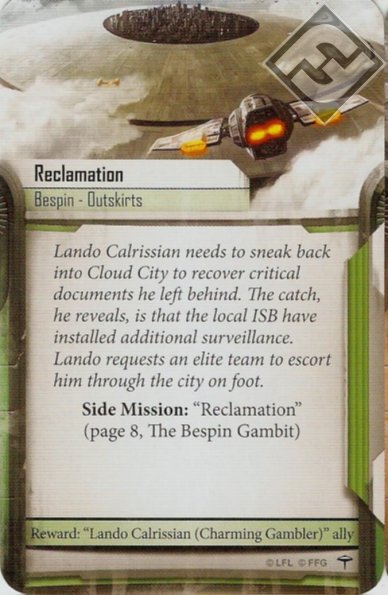 Reclamation
Bespin - Outskirts
Lando Calrissian needs to sneak back
into Cloud City to recover critical
documents he left behind. The catch,
he reveals, is that the local ISB have
installed additional surveillance.
Lando requests an elite team to escort
him through the city on foot.
Side Mission: “Reclamation”
(page 8, The Bespin Gambit)
Reward: “Lando Calrissian (Charming Gambler)” ally
© LFL © FFG